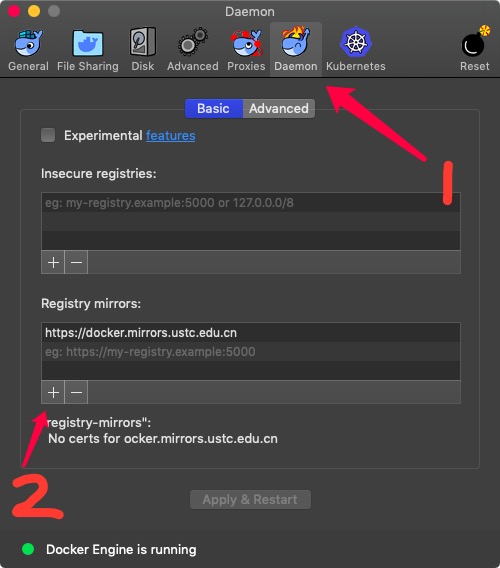 Daemon
General File Sharing Disk Advanced Proxies Daemon Kubernetes Reset
Basic Advanced
Experimental features
1
Insecure registries:
eg: my-registry.example:5000 or 127.0.0.0/8
+ −
Registry mirrors:
https://docker.mirrors.ustc.edu.cn
eg: https://my-registry.example:5000
+ −
registry-mirrors":
No certs for ocker.mirrors.ustc.edu.cn
2
Apply & Restart
Docker Engine is running